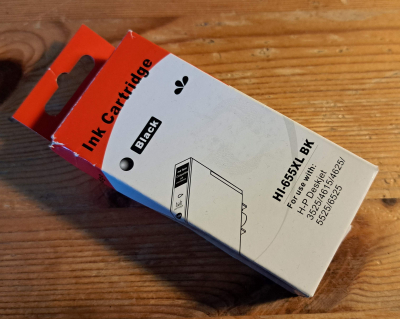 Ink Cartridge
Black
HI-655XL BK
For use with:
H-P Deskjet
3525/4615/4625/
5525/6525